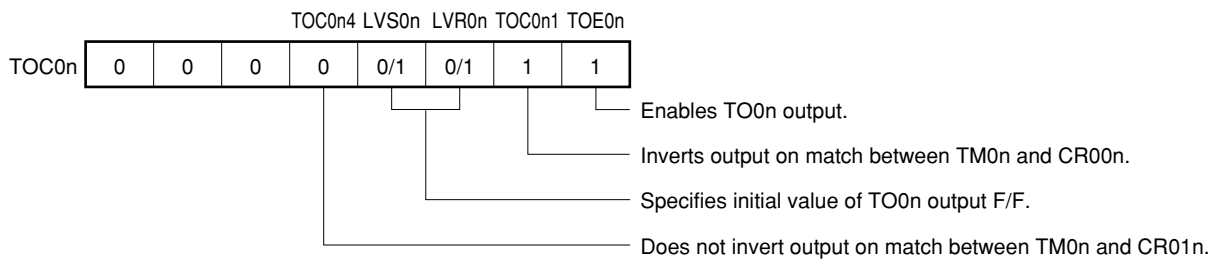 TOC0n4 LVS0n LVR0n TOC0n1 TOE0n
TOC0n 0 0 0 0 0/1 0/1 1 1
Enables TO0n output.
Inverts output on match between TM0n and CR00n.
Specifies initial value of TO0n output F/F.
Does not invert output on match between TM0n and CR01n.